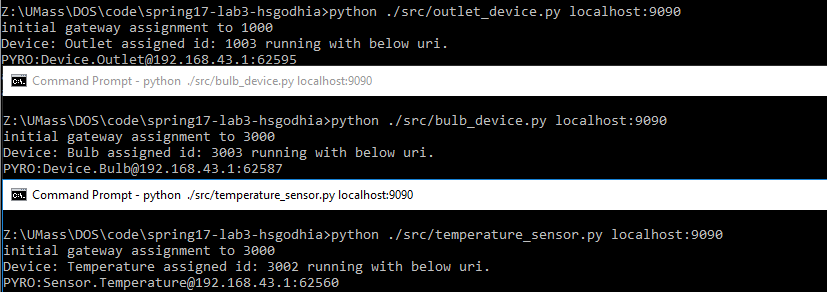 Z:\UMass\DOS\code\spring17-lab3-hsgodhia>python ./src/outlet_device.py localhost:9090
initial gateway assignment to 1000
Device: Outlet assigned id: 1003 running with below uri.
PYRO:Device.Outlet@192.168.43.1:62595
Command Prompt - python ./src/bulb_device.py localhost:9090
Z:\UMass\DOS\code\spring17-lab3-hsgodhia>python ./src/bulb_device.py localhost:9090
initial gateway assignment to 3000
Device: Bulb assigned id: 3003 running with below uri.
PYRO:Device.Bulb@192.168.43.1:62587
Command Prompt - python ./src/temperature_sensor.py localhost:9090
Z:\UMass\DOS\code\spring17-lab3-hsgodhia>python ./src/temperature_sensor.py localhost:9090
initial gateway assignment to 3000
Device: Temperature assigned id: 3002 running with below uri.
PYRO:Sensor.Temperature@192.168.43.1:62560